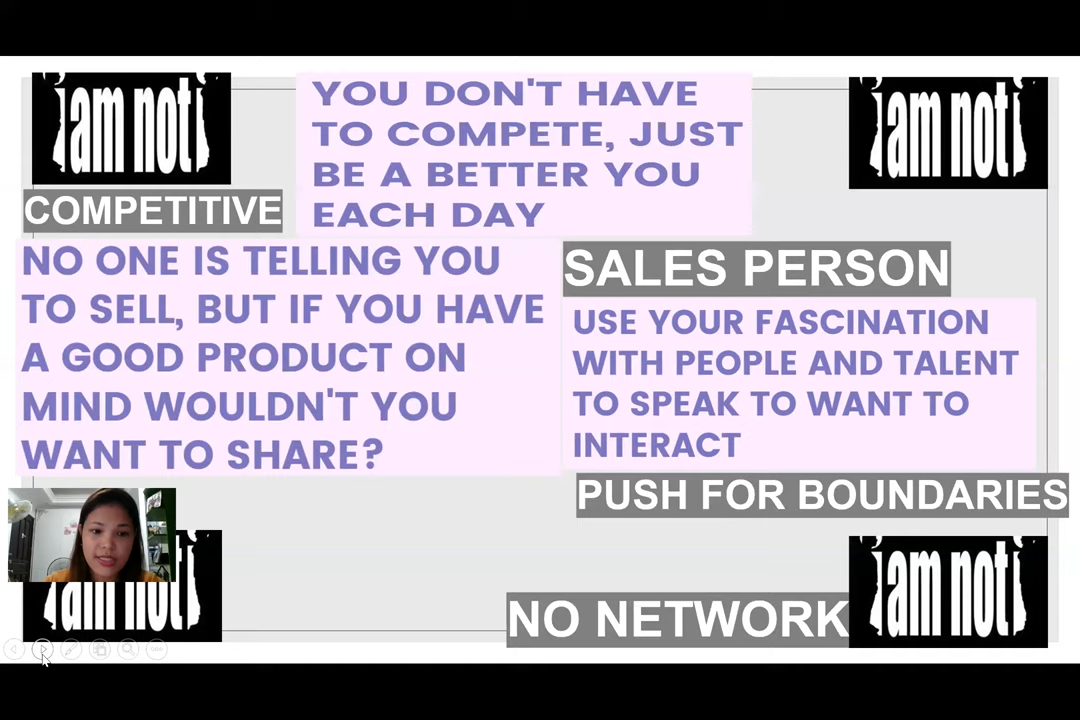 i am not
YOU DON'T HAVE
TO COMPETE, JUST
BE A BETTER YOU
EACH DAY
i am not
COMPETITIVE
NO ONE IS TELLING YOU
TO SELL, BUT IF YOU HAVE
A GOOD PRODUCT ON
MIND WOULDN'T YOU
WANT TO SHARE?
SALES PERSON
USE YOUR FASCINATION
WITH PEOPLE AND TALENT
TO SPEAK TO WANT TO
INTERACT
PUSH FOR BOUNDARIES
i am not
NO NETWORK
i am not